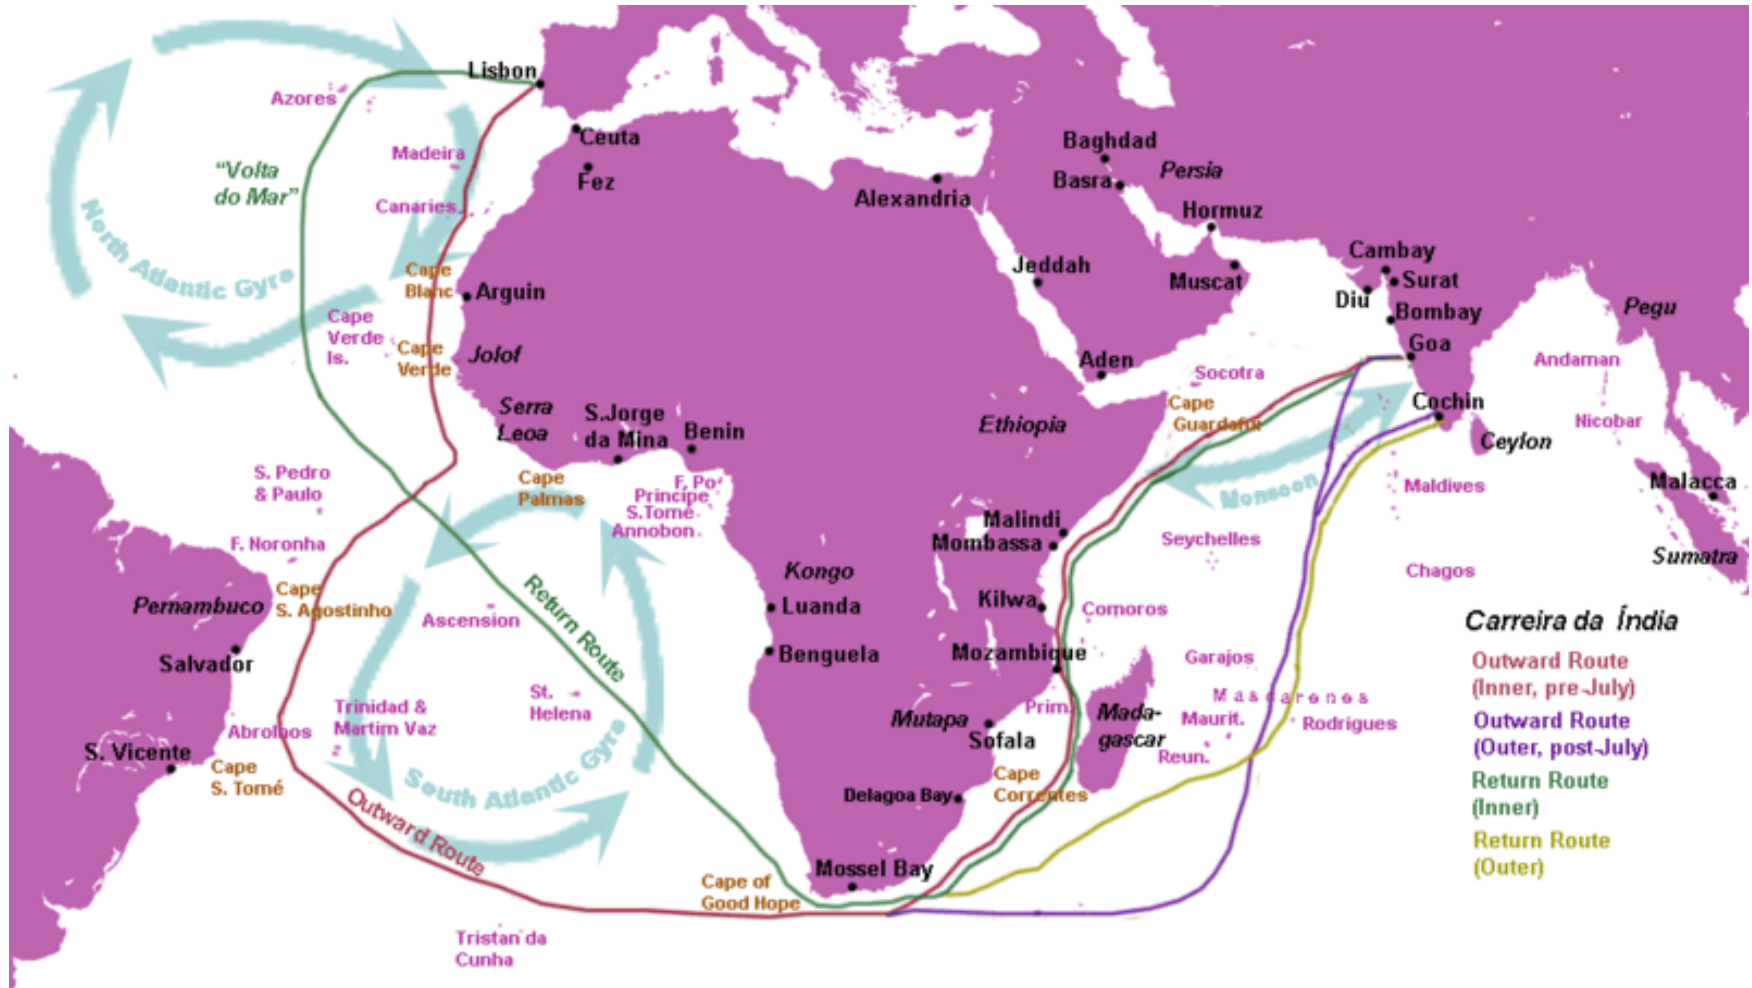 Lisbon
Azores
Ceuta
Madeira
Fez
"Volta
do Mar"
Canaries
North Atlantic Gyre
Cape
Blanc
Arguin
Cape
Verde
Is.
Cape
Verde
Jolof
Serra
Leoa
S.Jorge
da Mina
Benin
S. Pedro
& Paulo
Cape
Palmas
F. Po
Principe
S.Tomé
Annobon
F. Noronha
Pernambuco
Cape
S. Agostinho
Ascension
Return Route
Kongo
Luanda
Salvador
Benguela
St.
Helena
Trinidad &
Martim Vaz
Abrolhos
S. Vicente
Cape
S. Tomé
South Atlantic Gyre
Outward Route
Cape of
Good Hope
Mossel Bay
Tristan da
Cunha
Baghdad
Basra
Persia
Alexandria
Hormuz
Jeddah
Muscat
Cambay
Surat
Diu
Bombay
Pegu
Goa
Aden
Socotra
Andaman
Cape
Guardafui
Cochin
Ethiopia
Nicobar
Ceylon
Monsoon
Maldives
Malacca
Malindi
Mombassa
Seychelles
Sumatra
Chagos
Kilwa
Comoros
Mozambique
Garajos
Mascarenes
Prim.
Mada-
gascar
Maurit.
Rodrigues
Mutapa
Sofala
Reun.
Cape
Correntes
Delagoa Bay
Carreira da Índia
Outward Route
(Inner, pre-July)
Outward Route
(Outer, post-July)
Return Route
(Inner)
Return Route
(Outer)